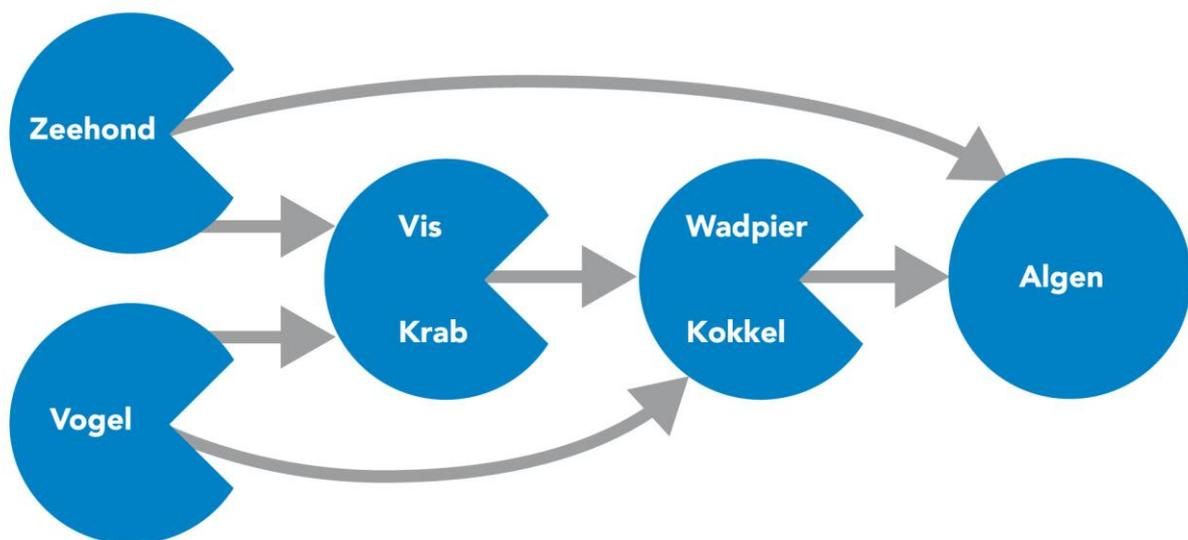 Zeehond
Vogel
Vis
Krab
Wadpier
Kokkel
Algen